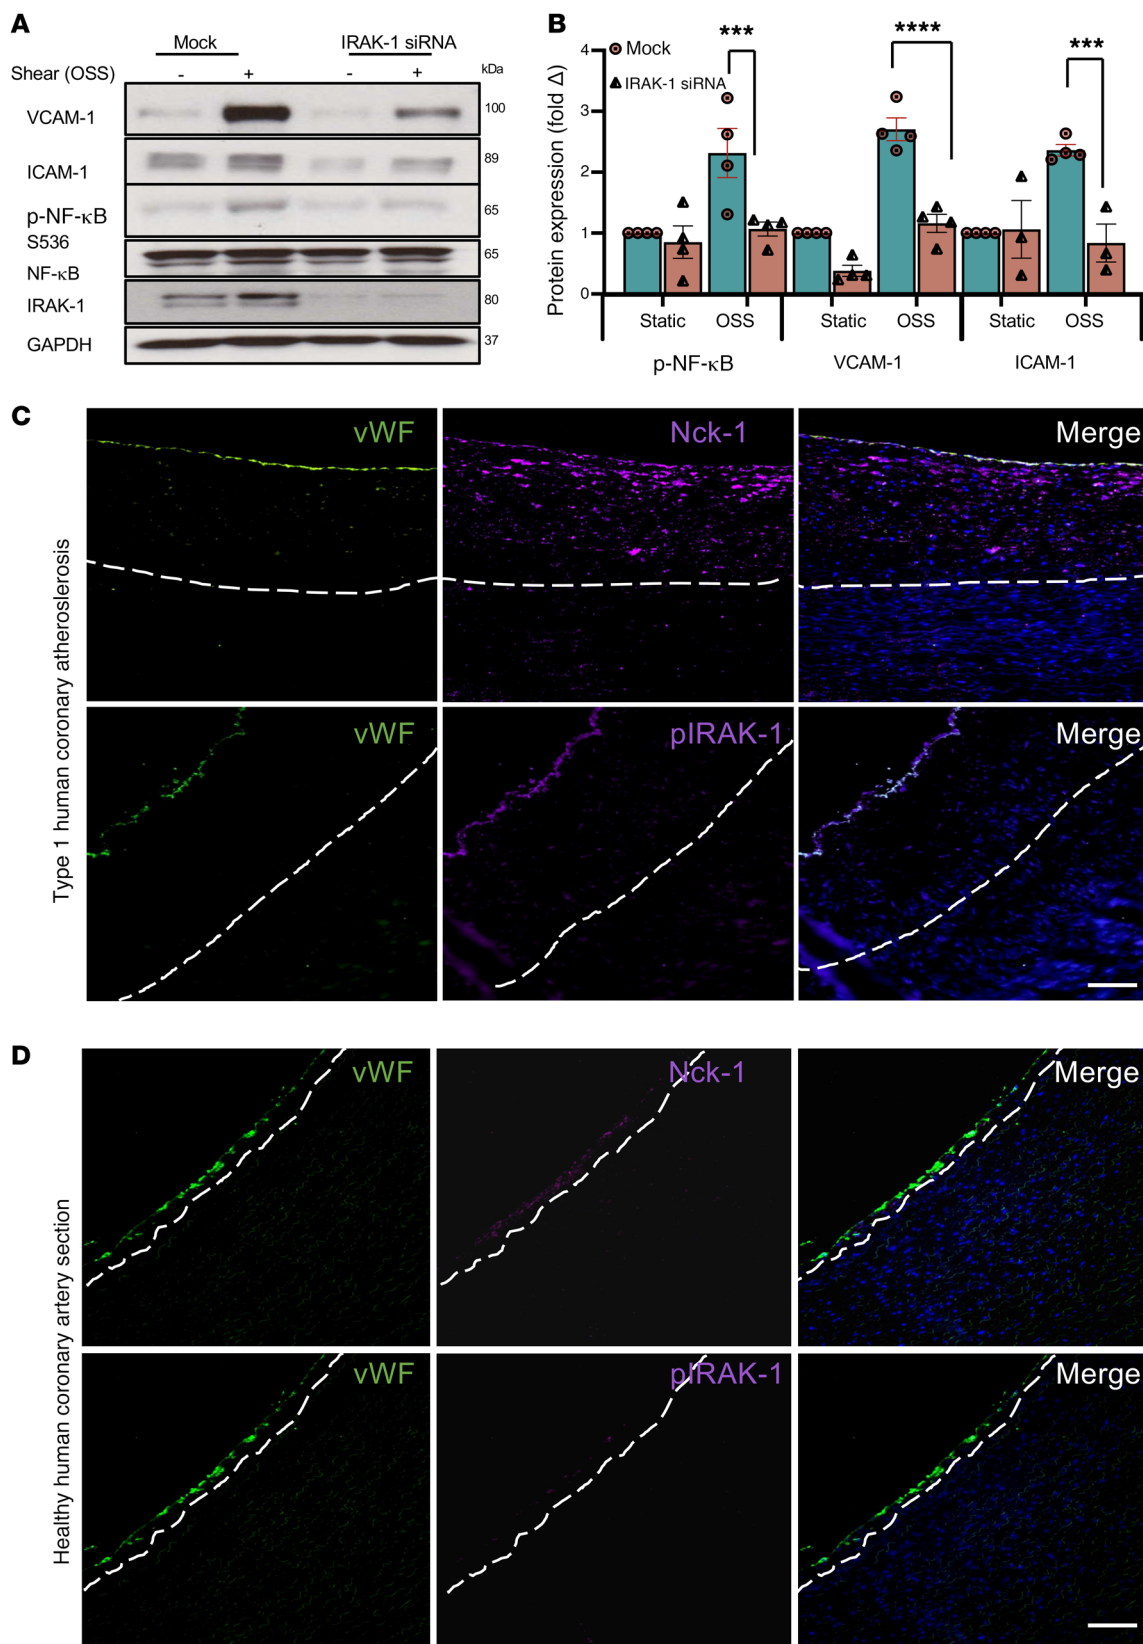 A
Mock
IRAK-1 siRNA
Shear (OSS)
-
+
-
+
kDa
VCAM-1
100
ICAM-1
89
p-NF-κB
S536
65
NF-κB
65
IRAK-1
80
GAPDH
37
B
Protein expression (fold Δ)
4
3
2
1
0
Mock
IRAK-1 siRNA
***
****
***
Static
OSS
Static
OSS
Static
OSS
p-NF-κB
VCAM-1
ICAM-1
C
Type 1 human coronary atheroslerosis
vWF
Nck-1
Merge
vWF
pIRAK-1
Merge
D
Healthy human coronary artery section
vWF
Nck-1
Merge
vWF
pIRAK-1
Merge